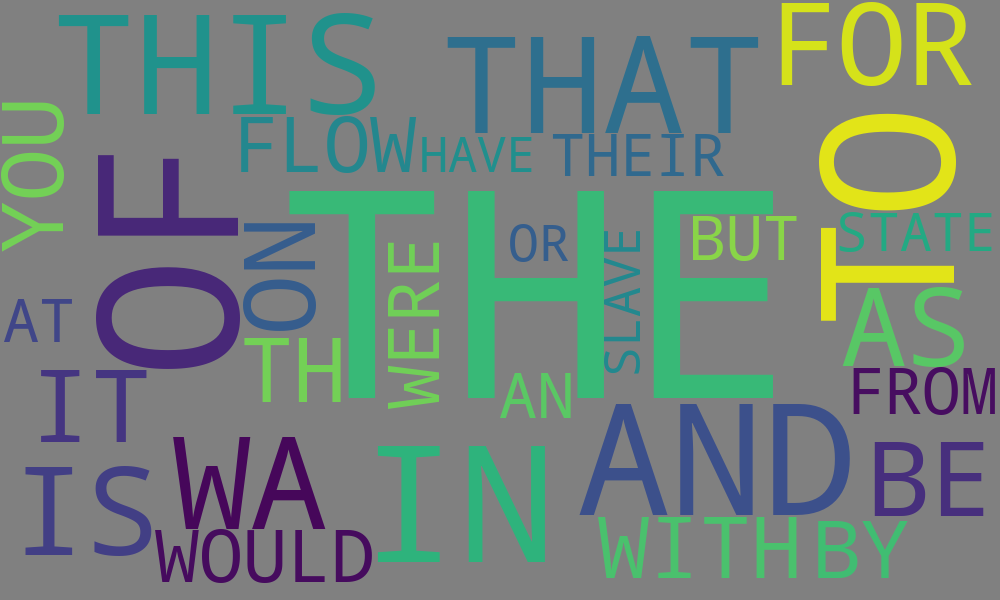 THIS
THAT
FOR
YOU
FLOW
HAVE
THEIR
TO
OF
ON
THE
OR
SLAVE
BUT
STATE
WERE
AT
TH
AN
AS
IT
FROM
WA
IN
AND
BE
IS
WOULD
WITH
BY